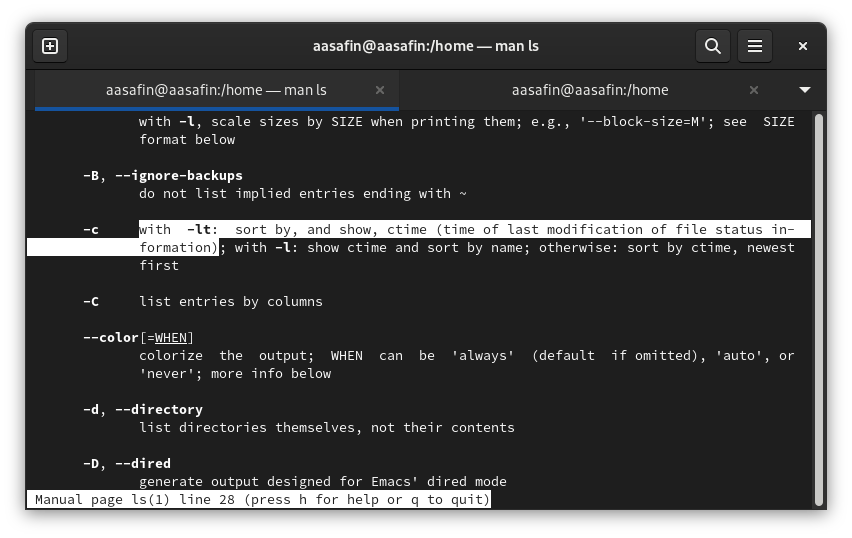 aasafin@aasafin:/home — man ls
aasafin@aasafin:/home — man ls
aasafin@aasafin:/home
with -l, scale sizes by SIZE when printing them; e.g., '--block-size=M'; see  SIZE
format below
-B, --ignore-backups
do not list implied entries ending with ~
-c     with  -lt:  sort by, and show, ctime (time of last modification of file status in-
formation); with -l: show ctime and sort by name; otherwise: sort by ctime, newest
first
-C     list entries by columns
--color[=WHEN]
colorize  the  output;  WHEN  can  be  'always'  (default  if omitted), 'auto', or
'never'; more info below
-d, --directory
list directories themselves, not their contents
-D, --dired
generate output designed for Emacs' dired mode
Manual page ls(1) line 28 (press h for help or q to quit)